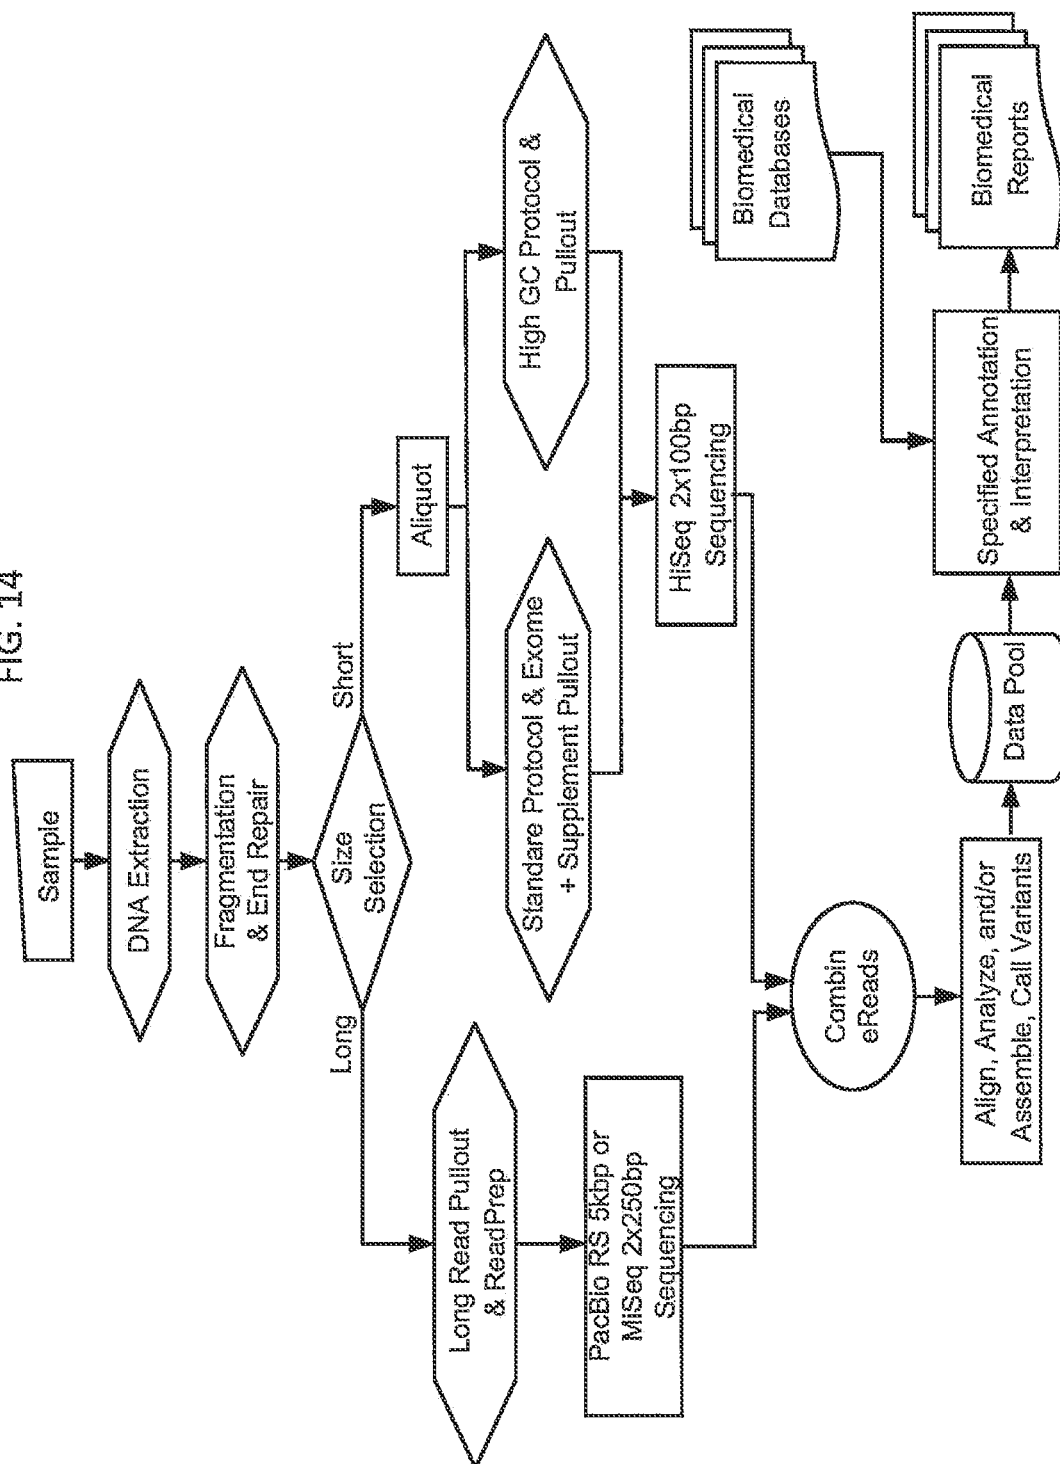 FIG. 14
Sample
DNA Extraction
Fragmentation
& End Repair
Size
Selection
Long
Short
Long Read Pullout
& ReadPrep
Aliquot
PacBio RS 5kbp or
MiSeq 2x250bp
Sequencing
Standare Protocol & Exome
+ Supplement Pullout
High GC Protocol &
Pullout
HiSeq 2x100bp
Sequencing
Combin
eReads
Biomedical
Databases
Align, Analyze, and/or
Assemble, Call Variants
Data Pool
Specified Annotation
& Interpretation
Biomedical
Reports